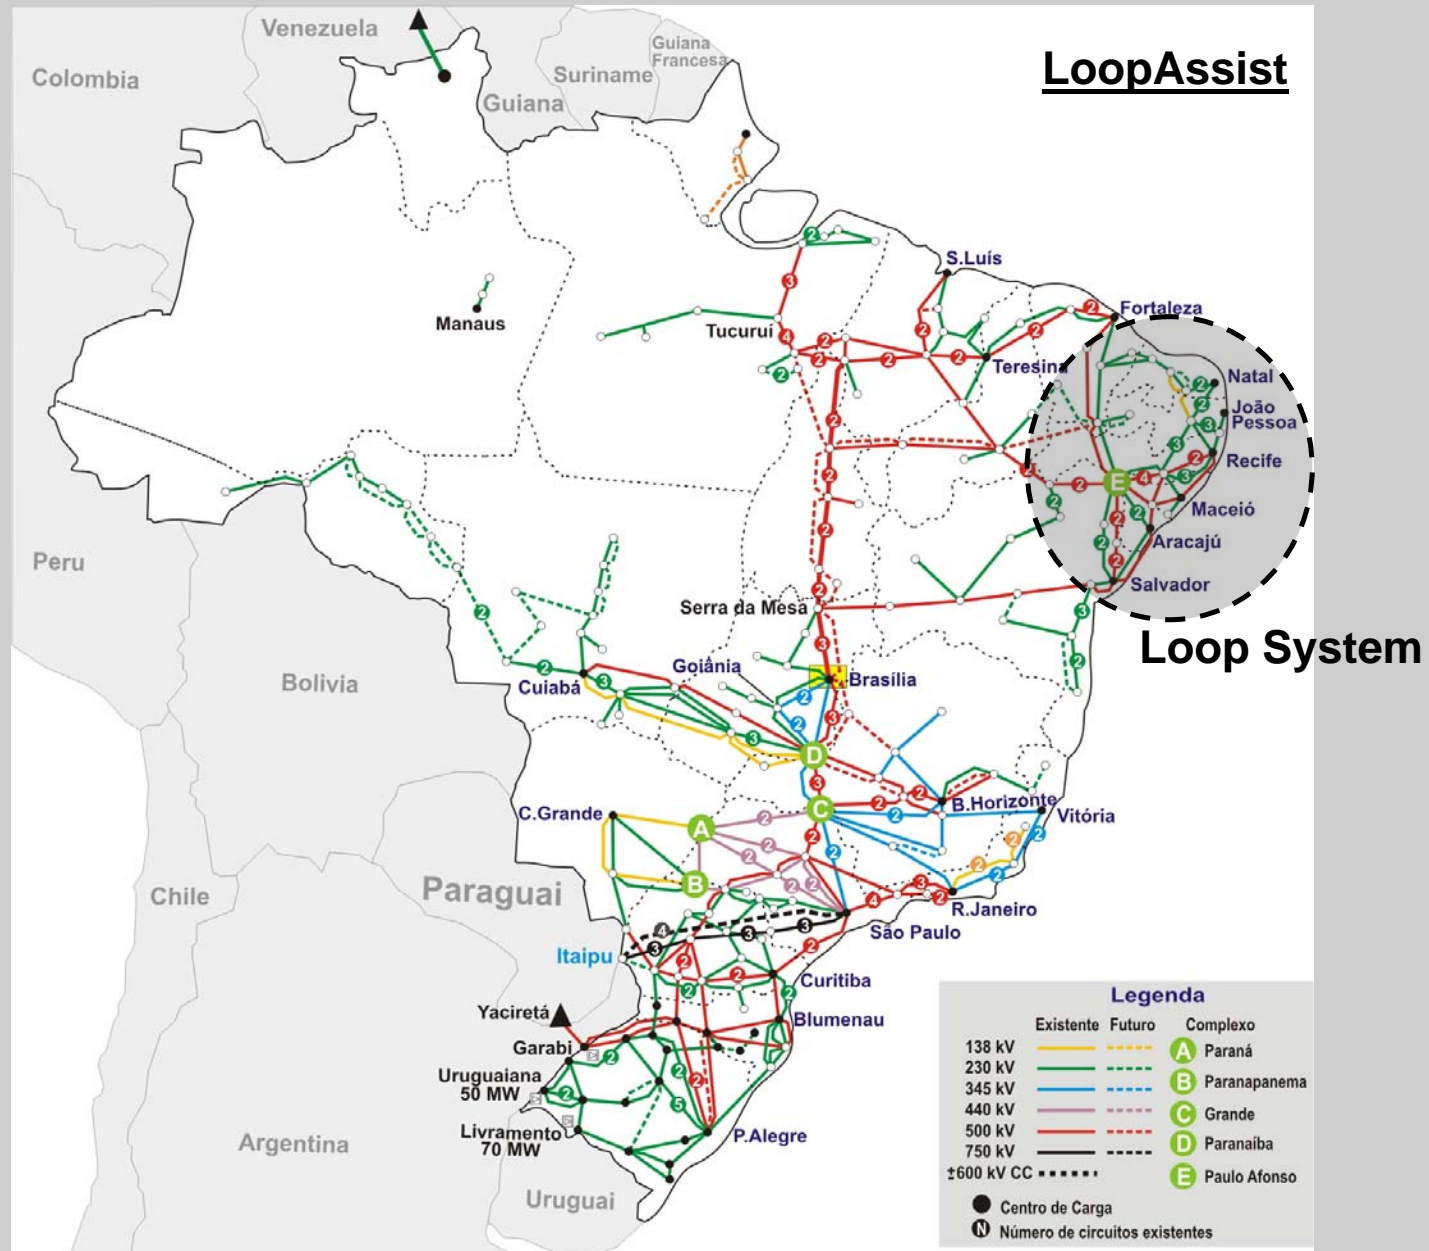 LoopAssist
Venezuela
Colombia
Guiana
Suriname
Guiana
Francesa
Manaus
Tucuruí
S.Luís
Fortaleza
Teresina
Natal
João
Pessoa
Recife
Maceió
Aracajú
Salvador
Loop System
Peru
Serra da Mesa
Bolivia
Cuiabá
Goiânia
Brasília
C.Grande
B.Horizonte
Vitória
Chile
Paraguai
R.Janeiro
São Paulo
Itaipu
Curitiba
Yaciretá
Blumenau
Garabi
Uruguaiana
50 MW
Livramento
70 MW
P.Alegre
Argentina
Uruguai
A
B
C
D
E
2
3
4
5
Legenda
Existente Futuro Complexo
138 kV A Paraná
230 kV B Paranapanema
345 kV C Grande
440 kV D Paranaíba
500 kV E Paulo Afonso
750 kV
±600 kV CC
Centro de Carga
N Número de circuitos existentes